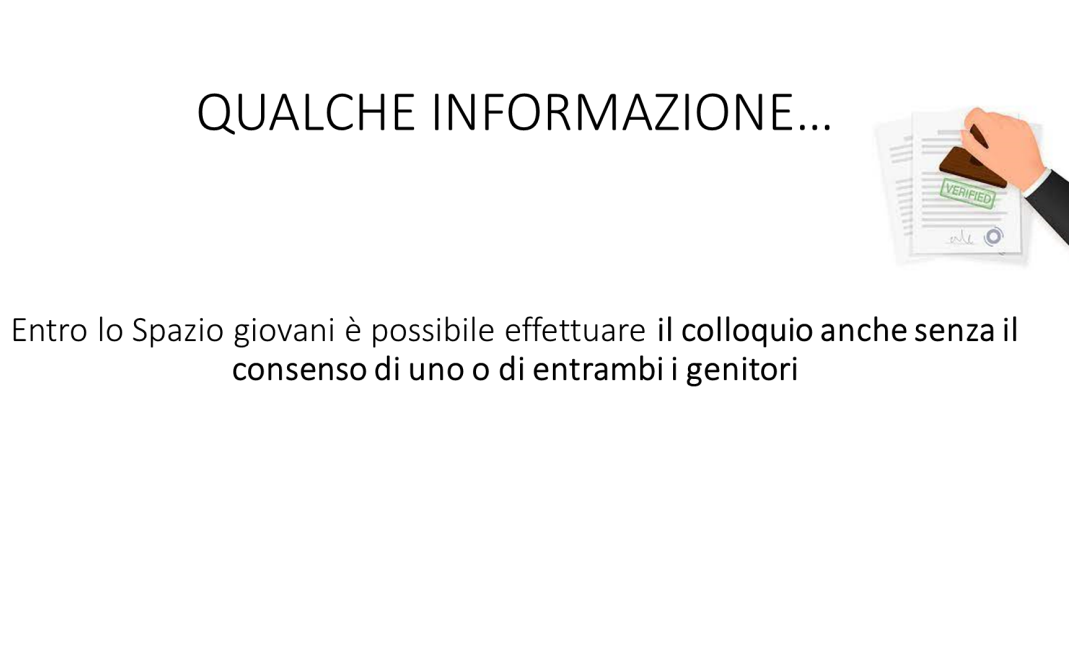 QUALCHE INFORMAZIONE...
VERIFIED
Entro lo Spazio giovani è possibile effettuare il colloquio anche senza il
consenso di uno o di entrambi i genitori